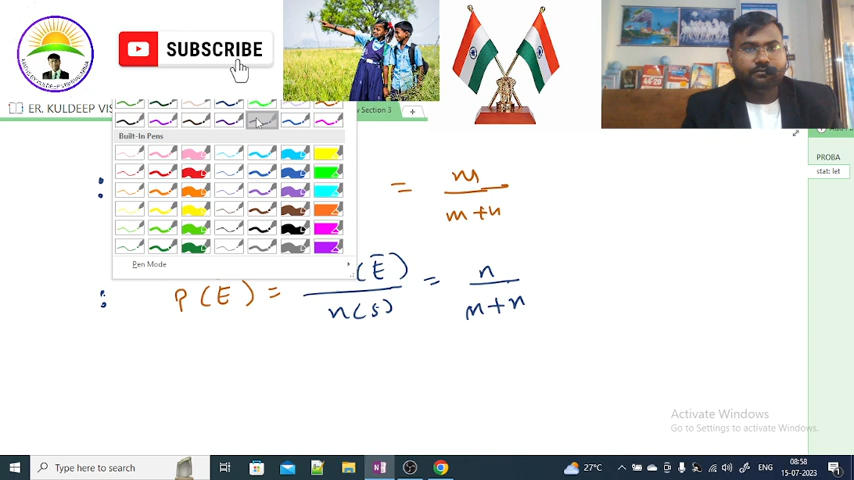 SUBSCRIBE
ER. KULDEEP VI
y Section 3
Built-In Pens
Pen Mode
PROBA
stat: let
= m
m+n
(E̅)
P(E) = = n
n(s) m+n
Activate Windows
Go to Settings to activate Windows.
Type here to search
27°C
ENG
08:58
15-07-2023